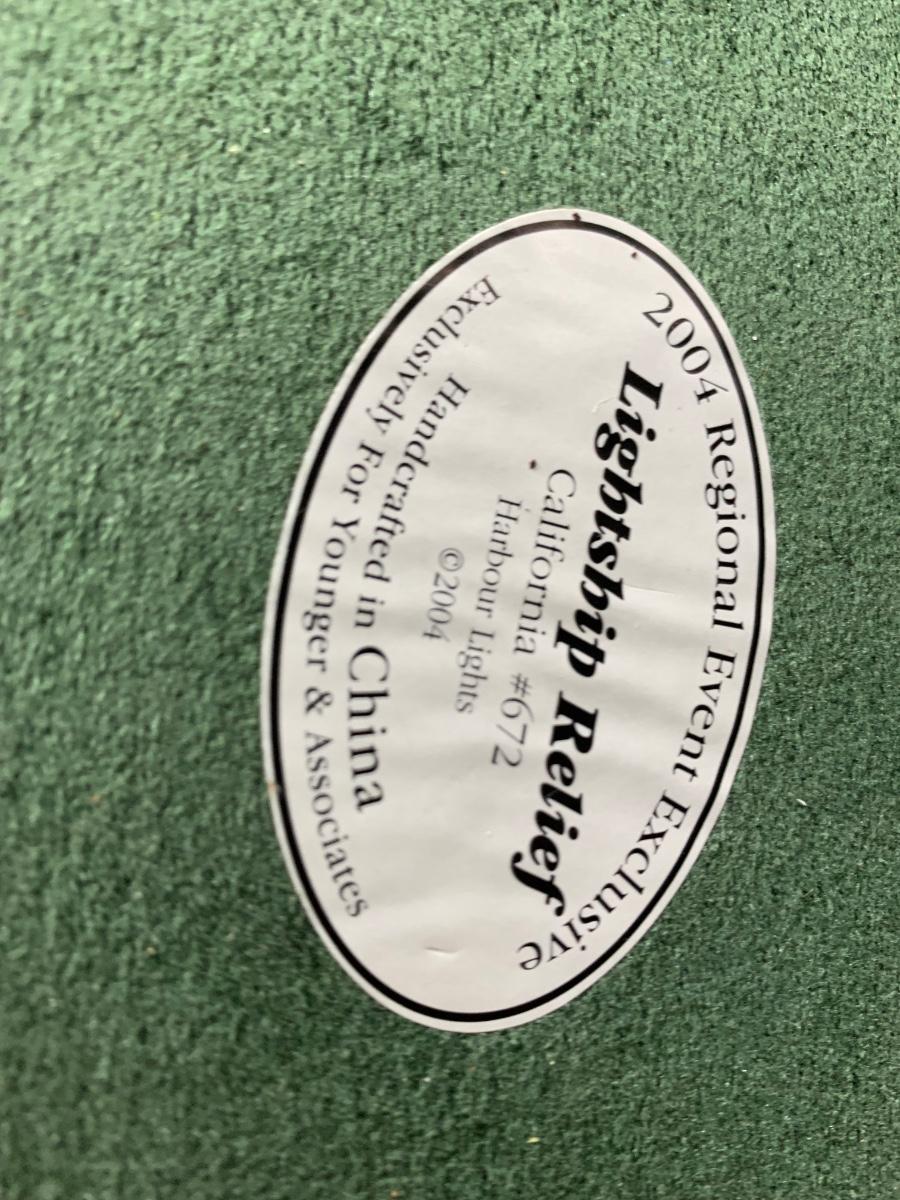 2004 Regional Event Exclusive
Lightship Relief
California #672
Harbour Lights
©2004
Handcrafted in China
Exclusively For Younger & Associates